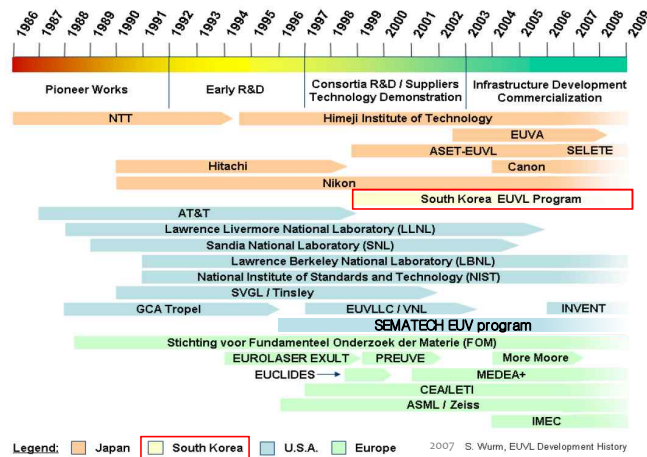 1986 1987 1988 1989 1990 1991 1992 1993 1994 1995 1996 1997 1998 1999 2000 2001 2002 2003 2004 2005 2006 2007 2008 2009
Pioneer Works
Early R&D
Consortia R&D / Suppliers
Technology Demonstration
Infrastructure Development
Commercialization
NTT
Himeji Institute of Technology
EUVA
ASET-EUVL
SELETE
Hitachi
Canon
Nikon
South Korea EUVL Program
AT&T
Lawrence Livermore National Laboratory (LLNL)
Sandia National Laboratory (SNL)
Lawrence Berkeley National Laboratory (LBNL)
National Institute of Standards and Technology (NIST)
SVGL / Tinsley
GCA Tropel
EUVLLC / VNL
INVENT
SEMATECH EUV program
Stichting voor Fundamenteel Onderzoek der Materie (FOM)
EUROLASER EXULT
PREUVE
More Moore
EUCLIDES
MEDEA+
CEA/LETI
ASML / Zeiss
IMEC
Legend: Japan South Korea U.S.A. Europe
2007 S. Wurm, EUVL Development History